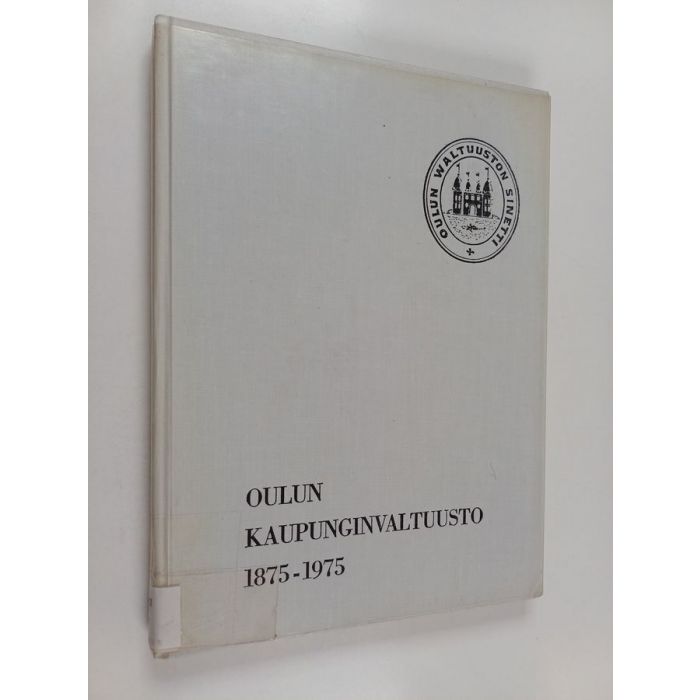 OULUN WALTUUSTON SINETTI
OULUN
KAUPUNGINVALTUUSTO
1875-1975